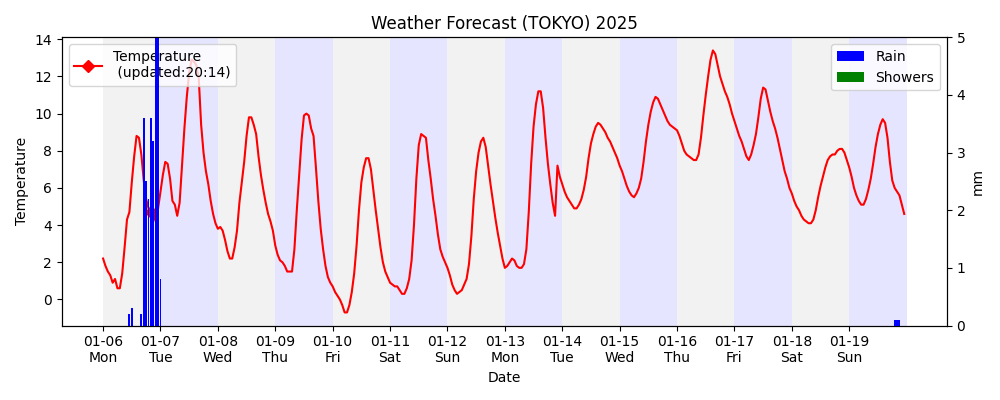 Weather Forecast (TOKYO) 2025
Temperature
(updated:20:14)
Rain
Showers
14
12
10
8
6
4
2
0
Temperature
5
4
3
2
1
0
mm
01-06 01-07 01-08 01-09 01-10 01-11 01-12 01-13 01-14 01-15 01-16 01-17 01-18 01-19
Mon Tue Wed Thu Fri Sat Sun Mon Tue Wed Thu Fri Sat Sun
Date